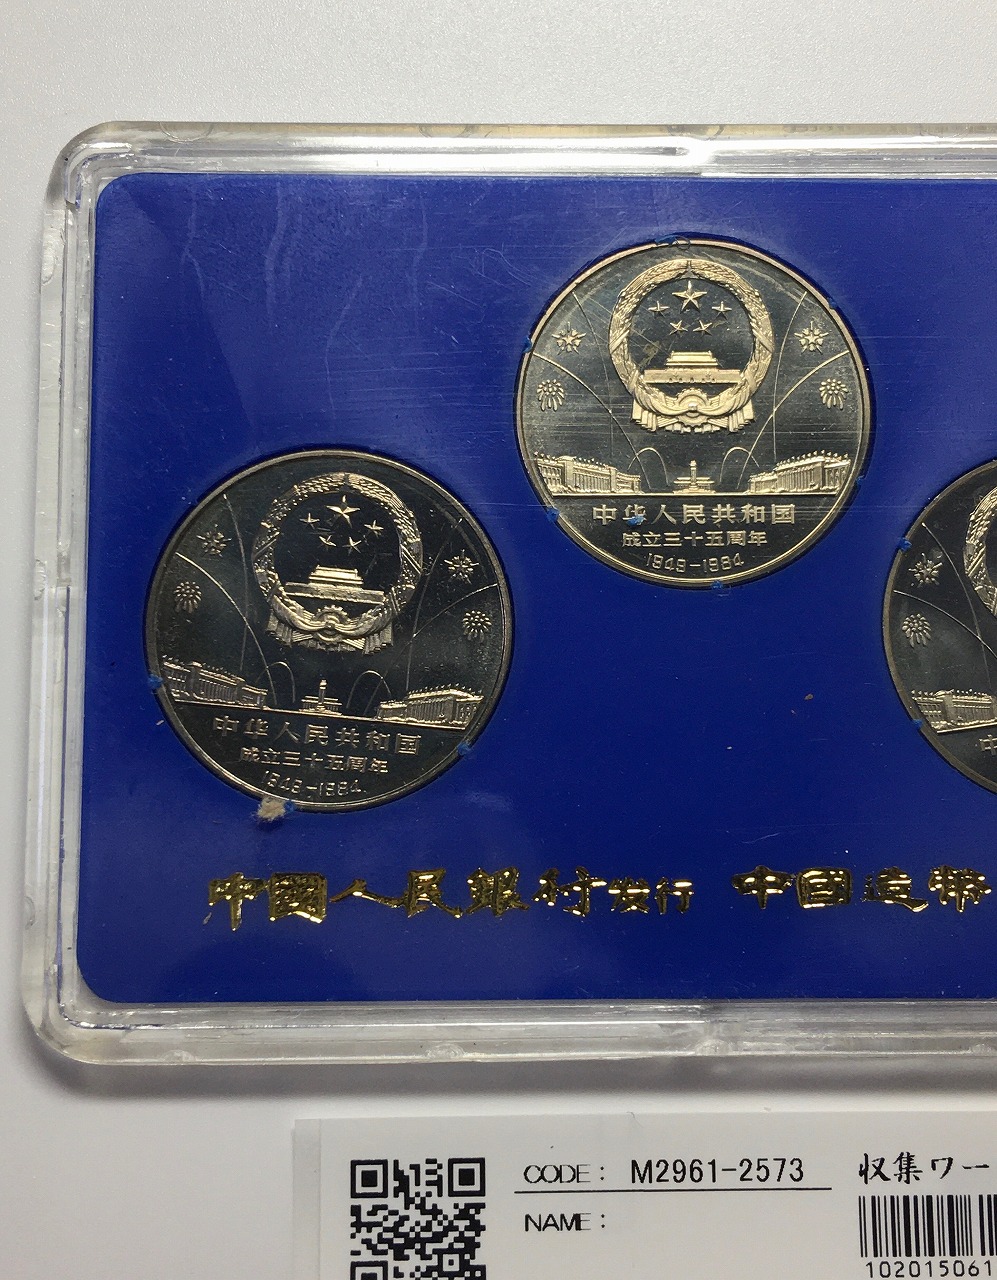 中华人民共和国
成立三十五周年
1949-1984
中华人民共和国
成立三十五周年
1949-1984
中
中國人民銀行发行 中國造幣
CODE: M2961-2573
NAME:
収集ワー
102015061